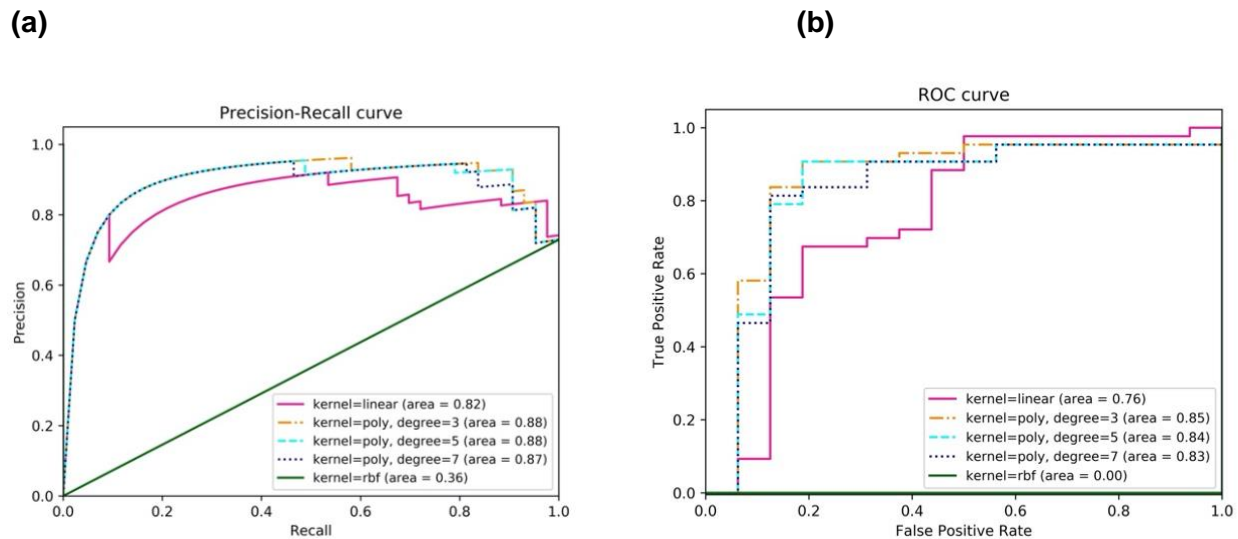 (a)
(b)
Precision-Recall curve
1.0
0.8
0.6
0.4
0.2
0.0
Precision
kernel=linear (area = 0.82)
kernel=poly, degree=3 (area = 0.88)
kernel=poly, degree=5 (area = 0.88)
kernel=poly, degree=7 (area = 0.87)
kernel=rbf (area = 0.36)
0.0 0.2 0.4 0.6 0.8 1.0
Recall
ROC curve
1.0
0.8
0.6
0.4
0.2
0.0
True Positive Rate
kernel=linear (area = 0.76)
kernel=poly, degree=3 (area = 0.85)
kernel=poly, degree=5 (area = 0.84)
kernel=poly, degree=7 (area = 0.83)
kernel=rbf (area = 0.00)
0.0 0.2 0.4 0.6 0.8 1.0
False Positive Rate